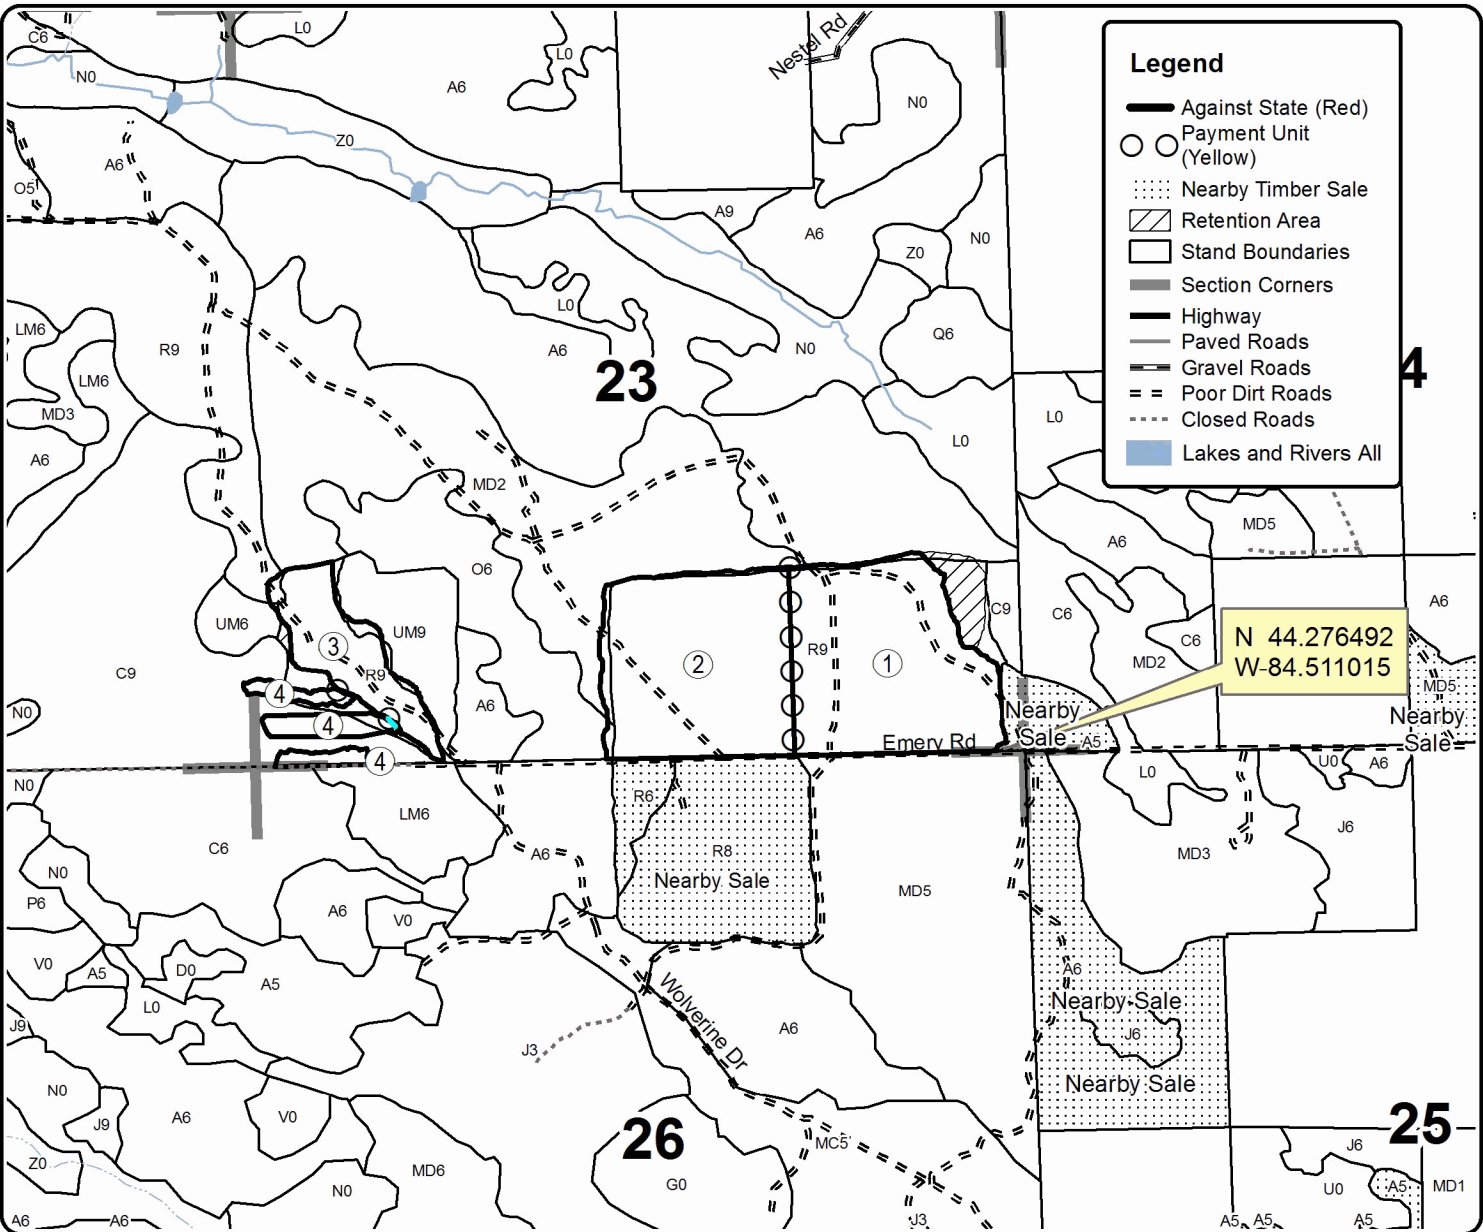 C6
L0
L0
Nestel Rd
N0
A6
N0
Z0
A6
O5
A9
A6
Z0
N0
L0
LM6
R9
A6
23
N0
Q6
LM6
MD3
A6
L0
L0
MD2
MD5
A6
O6
C9
C6
A6
UM6
UM9
C6
3
R9
2
R9
1
MD2
C9
4
N0
A6
4
Nearby
Sale
A5
MD5
Nearby
Sale
Emery Rd
4
N0
L0
U0
A6
R6
LM6
J6
C6
A6
R8
Nearby Sale
MD5
MD3
N0
P6
A6
V0
V0
A5
D0
A5
A6
Nearby Sale
L0
J6
J9
J3
Wolverine Dr
A6
Nearby Sale
N0
J9
A6
V0
26
MC5
25
J6
Z0
MD6
G0
N0
U0
A5
MD1
A6
A6
J3
A5
A5
A5
Legend
Against State (Red)
Payment Unit
(Yellow)
Nearby Timber Sale
Retention Area
Stand Boundaries
Section Corners
Highway
Paved Roads
Gravel Roads
Poor Dirt Roads
Closed Roads
Lakes and Rivers All
4
N 44.276492
W-84.511015